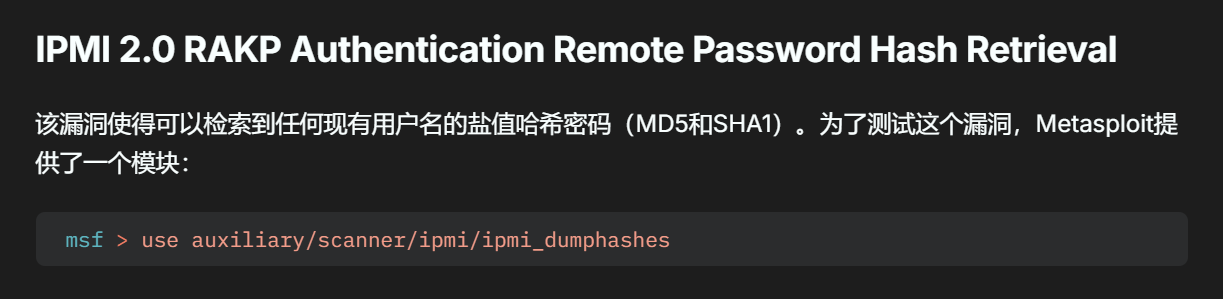 IPMI 2.0 RAKP Authentication Remote Password Hash Retrieval
该漏洞使得可以检索到任何现有用户名的盐值哈希密码（MD5和SHA1）。为了测试这个漏洞，Metasploit提
供了一个模块：
msf > use auxiliary/scanner/ipmi/ipmi_dumphashes